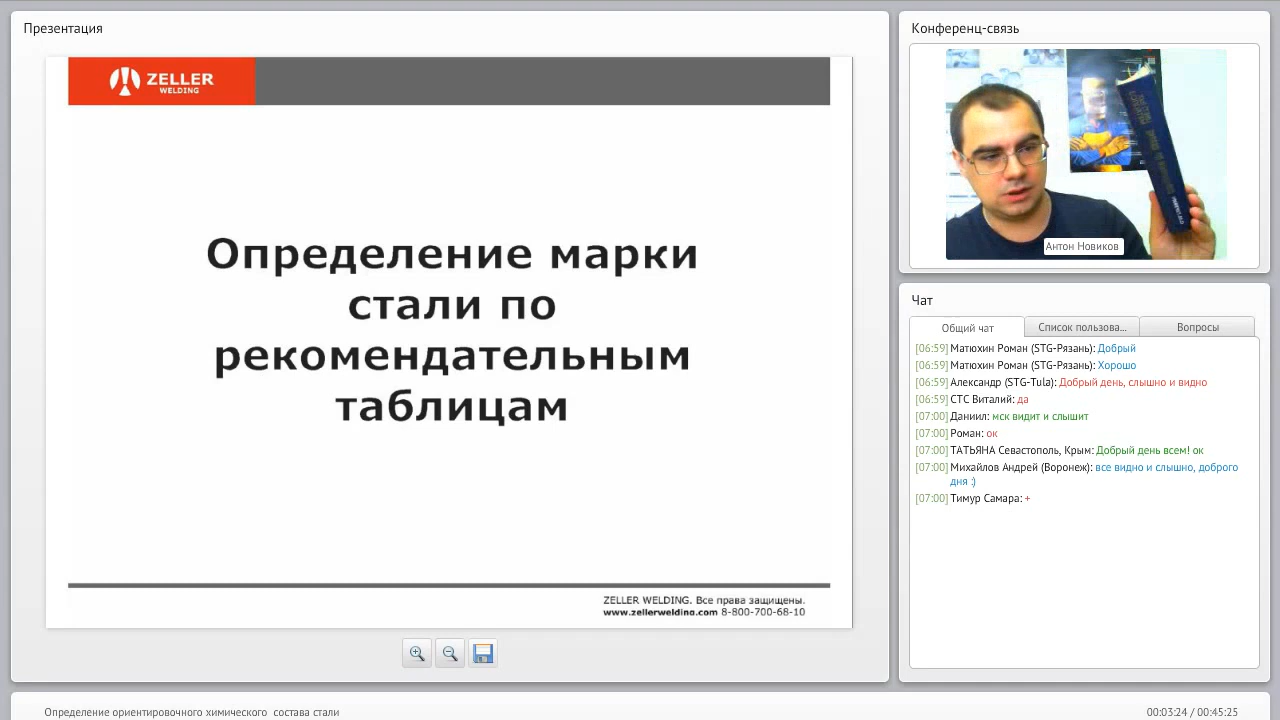 Презентация
ZELLER
WELDING
Определение марки
стали по
рекомендательным
таблицам
ZELLER WELDING. Все права защищены.
www.zellerwelding.com 8-800-700-68-10
Конференц-связь
Антон Новиков
Чат
Общий чат
Список пользова...
Вопросы
[06:59] Матюхин Роман (STG-Рязань): Добрый
[06:59] Матюхин Роман (STG-Рязань): Хорошо
[06:59] Александр (STG-Tula): Добрый день, слышно и видно
[06:59] СТС Виталий: да
[07:00] Даниил: мск видит и слышит
[07:00] Роман: ок
[07:00] ТАТЬЯНА Севастополь, Крым: Добрый день всем! ок
[07:00] Михайлов Андрей (Воронеж): все видно и слышно, доброго
дня :)
[07:00] Тимур Самара: +
Определение ориентировочного химического состава стали
00:03:24 / 00:45:25